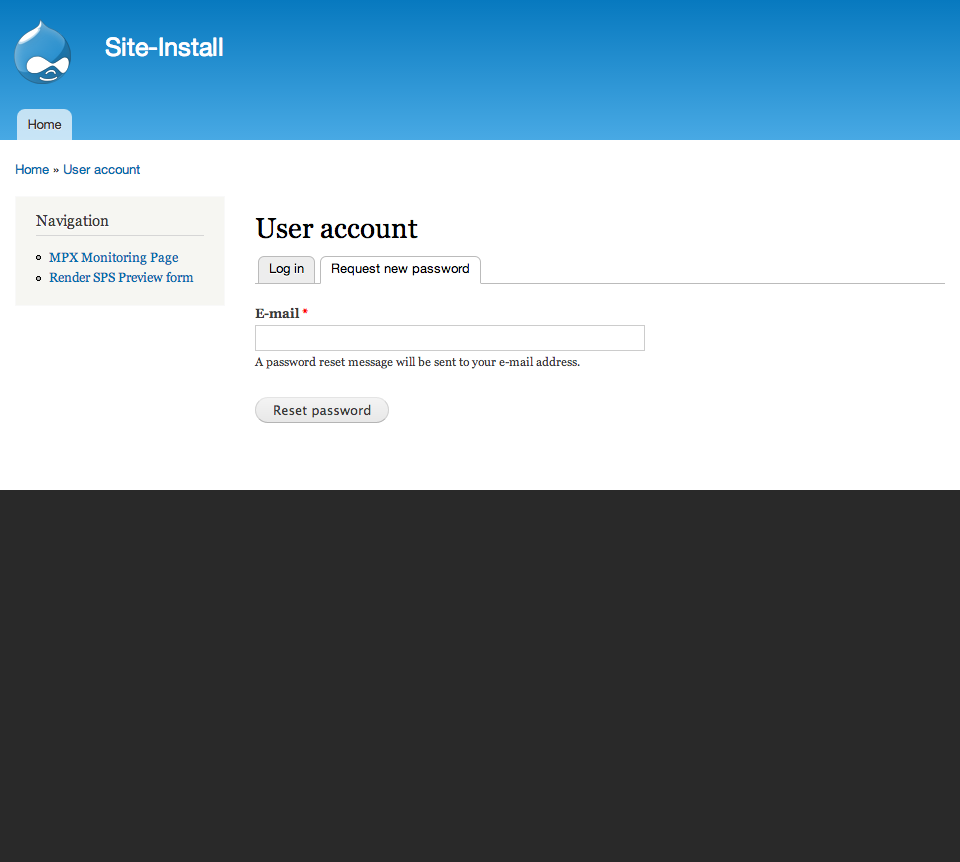 Site-Install
Home
Home » User account
Navigation
MPX Monitoring Page
Render SPS Preview form
User account
Log in
Request new password
E-mail *
A password reset message will be sent to your e-mail address.
Reset password